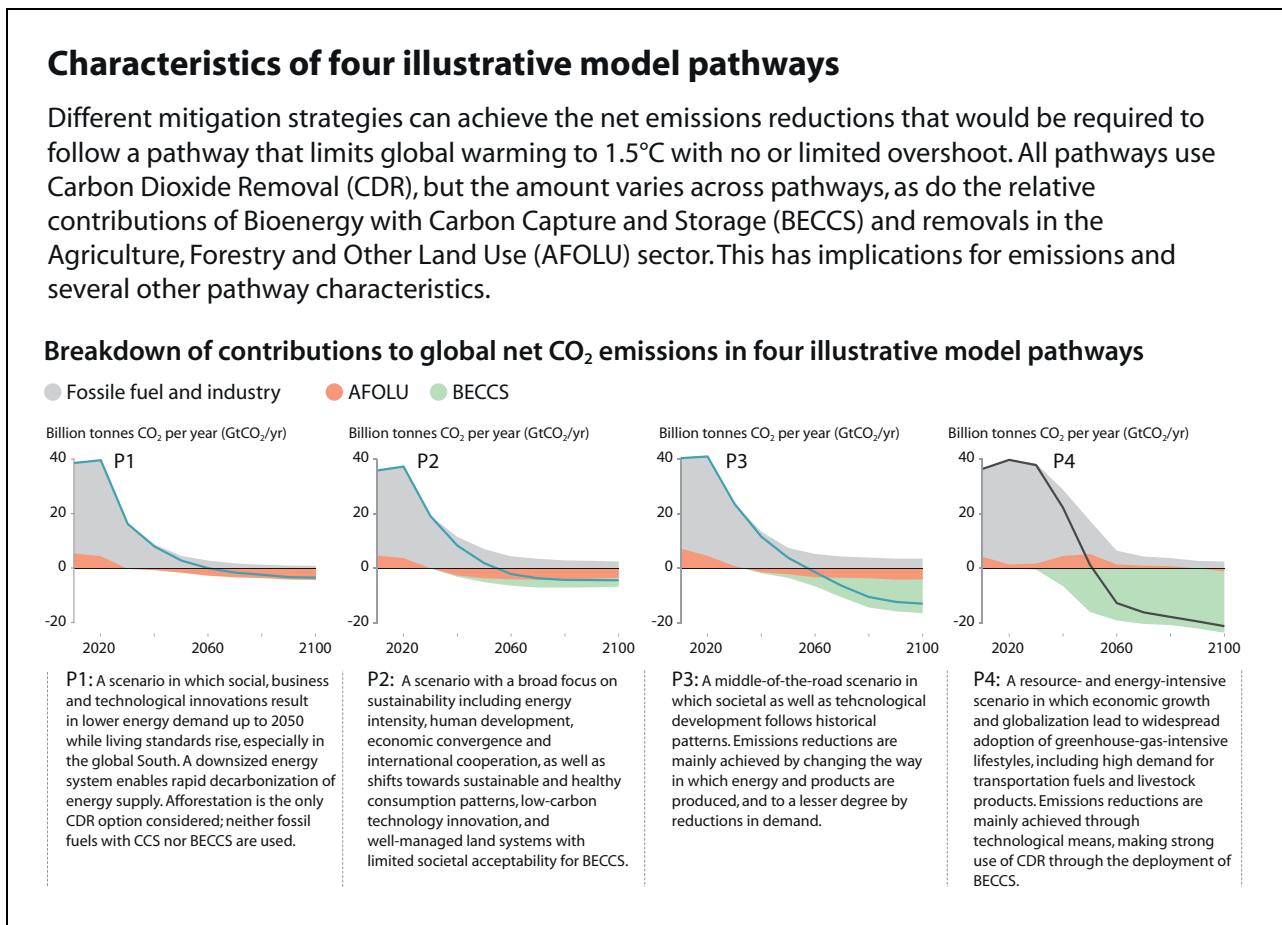 Characteristics of four illustrative model pathways
Different mitigation strategies can achieve the net emissions reductions that would be required to
follow a pathway that limits global warming to 1.5°C with no or limited overshoot. All pathways use
Carbon Dioxide Removal (CDR), but the amount varies across pathways, as do the relative
contributions of Bioenergy with Carbon Capture and Storage (BECCS) and removals in the
Agriculture, Forestry and Other Land Use (AFOLU) sector. This has implications for emissions and
several other pathway characteristics.
Breakdown of contributions to global net CO₂ emissions in four illustrative model pathways
Fossile fuel and industry AFOLU BECCS
Billion tonnes CO₂ per year (GtCO₂/yr)
40
P1
20
0
-20
2020 2060 2100
Billion tonnes CO₂ per year (GtCO₂/yr)
40
P2
20
0
-20
2020 2060 2100
Billion tonnes CO₂ per year (GtCO₂/yr)
40
P3
20
0
-20
2020 2060 2100
Billion tonnes CO₂ per year (GtCO₂/yr)
40
P4
20
0
-20
2020 2060 2100
P1: A scenario in which social, business
and technological innovations result
in lower energy demand up to 2050
while living standards rise, especially in
the global South. A downsized energy
system enables rapid decarbonization of
energy supply. Afforestation is the only
CDR option considered; neither fossil
fuels with CCS nor BECCS are used.
P2: A scenario with a broad focus on
sustainability including energy
intensity, human development,
economic convergence and
international cooperation, as well as
shifts towards sustainable and healthy
consumption patterns, low-carbon
technology innovation, and
well-managed land systems with
limited societal acceptability for BECCS.
P3: A middle-of-the-road scenario in
which societal as well as tehcnological
development follows historical
patterns. Emissions reductions are
mainly achieved by changing the way
in which energy and products are
produced, and to a lesser degree by
reductions in demand.
P4: A resource- and energy-intensive
scenario in which economic growth
and globalization lead to widespread
adoption of greenhouse-gas-intensive
lifestyles, including high demand for
transportation fuels and livestock
products. Emissions reductions are
mainly achieved through
technological means, making strong
use of CDR through the deployment of
BECCS.